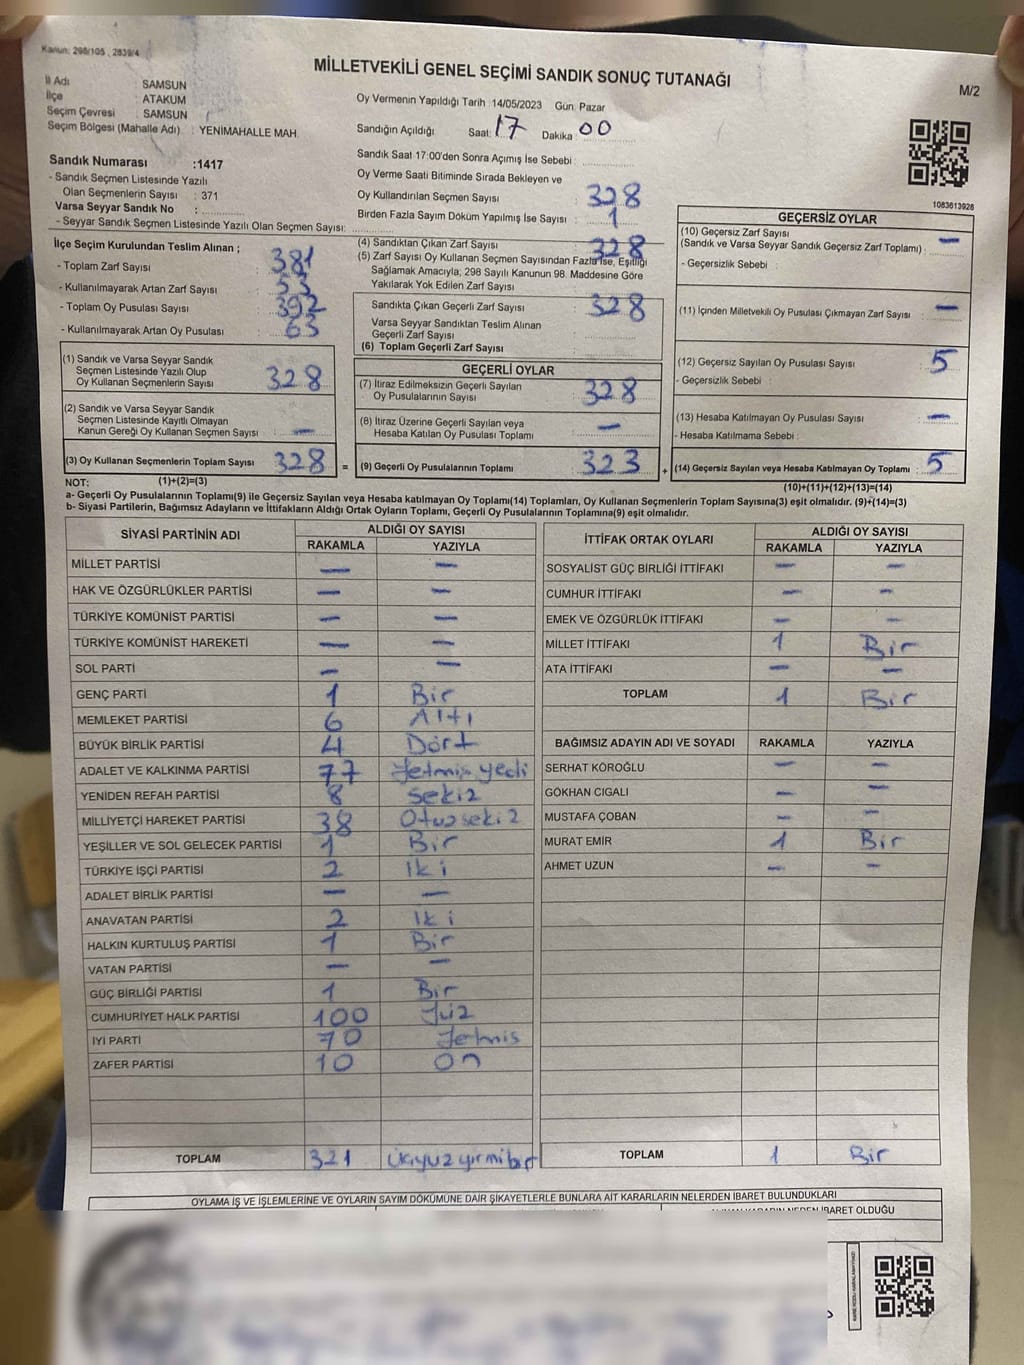 Kanun: 298/105 , 2839/4
MİLLETVEKİLİ GENEL SEÇİMİ SANDIK SONUÇ TUTANAĞI
M/2
İl Adı : SAMSUN
İlçe : ATAKUM
Seçim Çevresi : SAMSUN
Seçim Bölgesi (Mahalle Adı) : YENİMAHALLE MAH.
Oy Vermenin Yapıldığı Tarih :14/05/2023 Gün: Pazar
Sandığın Açıldığı Saat: 17 Dakika: 00
Sandık Saat 17:00'den Sonra Açımış İse Sebebi :
Sandık Numarası :1417
- Sandık Seçmen Listesinde Yazılı
Olan Seçmenlerin Sayısı : 371
Varsa Seyyar Sandık No :
- Seyyar Sandık Seçmen Listesinde Yazılı Olan Seçmen Sayısı:
Oy Verme Saati Bitiminde Sırada Bekleyen ve
Oy Kullandırılan Seçmen Sayısı : 328
Birden Fazla Sayım Döküm Yapılmış İse Sayısı : 1
1083613928
İlçe Seçim Kurulundan Teslim Alınan ;
- Toplam Zarf Sayısı : 381
- Kullanılmayarak Artan Zarf Sayısı : 53
- Toplam Oy Pusulası Sayısı : 392
- Kullanılmayarak Artan Oy Pusulası : 63
(4) Sandıktan Çıkan Zarf Sayısı : 328
(5) Zarf Sayısı Oy Kullanan Seçmen Sayısından Fazla İse, Eşitliği
Sağlamak Amacıyla; 298 Sayılı Kanunun 98. Maddesine Göre
Yakılarak Yok Edilen Zarf Sayısı :
Sandıkta Çıkan Geçerli Zarf Sayısı : 328
Varsa Seyyar Sandıktan Teslim Alınan
Geçerli Zarf Sayısı :
(6) Toplam Geçerli Zarf Sayısı :
GEÇERSİZ OYLAR
(10) Geçersiz Zarf Sayısı
(Sandık ve Varsa Seyyar Sandık Geçersiz Zarf Toplamı) : —
- Geçersizlik Sebebi :
(11) İçinden Milletvekili Oy Pusulası Çıkmayan Zarf Sayısı : —
(12) Geçersiz Sayılan Oy Pusulası Sayısı : 5
- Geçersizlik Sebebi :
(13) Hesaba Katılmayan Oy Pusulası Sayısı : —
- Hesaba Katılmama Sebebi :
(1) Sandık ve Varsa Seyyar Sandık
Seçmen Listesinde Yazılı Olup
Oy Kullanan Seçmenlerin Sayısı : 328
(2) Sandık ve Varsa Seyyar Sandık
Seçmen Listesinde Kayıtlı Olmayan
Kanun Gereği Oy Kullanan Seçmen Sayısı : —
GEÇERLİ OYLAR
(7) İtiraz Edilmeksizin Geçerli Sayılan
Oy Pusulalarının Sayısı : 328
(8) İtiraz Üzerine Geçerli Sayılan veya
Hesaba Katılan Oy Pusulası Toplamı : —
(3) Oy Kullanan Seçmenlerin Toplam Sayısı : 328 = (9) Geçerli Oy Pusulalarının Toplamı : 323 + (14) Geçersiz Sayılan veya Hesaba Katılmayan Oy Toplamı : 5
NOT: (1)+(2)=(3) (10)+(11)+(12)+(13)=(14)
a- Geçerli Oy Pusulalarının Toplamı(9) ile Geçersiz Sayılan veya Hesaba katılmayan Oy Toplamı(14) Toplamları, Oy Kullanan Seçmenlerin Toplam Sayısına(3) eşit olmalıdır. (9)+(14)=(3)
b- Siyasi Partilerin, Bağımsız Adayların ve İttifakların Aldığı Ortak Oyların Toplamı, Geçerli Oy Pusulalarının Toplamına(9) eşit olmalıdır.
SİYASİ PARTİNİN ADI ALDIĞI OY SAYISI
RAKAMLA YAZIYLA
MİLLET PARTİSİ — —
HAK VE ÖZGÜRLÜKLER PARTİSİ — —
TÜRKİYE KOMÜNİST PARTİSİ — —
TÜRKİYE KOMÜNİST HAREKETİ — —
SOL PARTİ — —
GENÇ PARTİ 1 Bir
MEMLEKET PARTİSİ 6 Altı
BÜYÜK BİRLİK PARTİSİ 4 Dört
ADALET VE KALKINMA PARTİSİ 77 Yetmiş yedi
YENİDEN REFAH PARTİSİ 8 Sekiz
MİLLİYETÇİ HAREKET PARTİSİ 38 Otuzsekiz
YEŞİLLER VE SOL GELECEK PARTİSİ 1 Bir
TÜRKİYE İŞÇİ PARTİSİ 2 İki
ADALET BİRLİK PARTİSİ — —
ANAVATAN PARTİSİ 2 İki
HALKIN KURTULUŞ PARTİSİ 1 Bir
VATAN PARTİSİ — —
GÜÇ BİRLİĞİ PARTİSİ 1 Bir
CUMHURİYET HALK PARTİSİ 100 Yüz
İYİ PARTİ 70 Yetmiş
ZAFER PARTİSİ 10 On
TOPLAM 321 Üçyüzyirmibir
İTTİFAK ORTAK OYLARI ALDIĞI OY SAYISI
RAKAMLA YAZIYLA
SOSYALİST GÜÇ BİRLİĞİ İTTİFAKI — —
CUMHUR İTTİFAKI — —
EMEK VE ÖZGÜRLÜK İTTİFAKI — —
MİLLET İTTİFAKI 1 Bir
ATA İTTİFAKI — —
TOPLAM 1 Bir
BAĞIMSIZ ADAYIN ADI VE SOYADI RAKAMLA YAZIYLA
SERHAT KÖROĞLU — —
GÖKHAN CIGALI — —
MUSTAFA ÇOBAN — —
MURAT EMİR 1 Bir
AHMET UZUN — —
TOPLAM 1 Bir
OYLAMA İŞ VE İŞLEMLERİNE VE OYLARIN SAYIM DÖKÜMÜNE DAİR ŞİKAYETLERLE BUNLARA AİT KARARLARIN NELERDEN İBARET BULUNDUKLARI
İBARET OLDUĞU